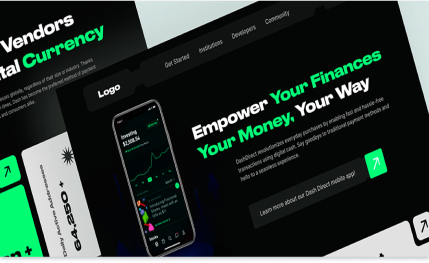 Vendors
tal Currency
Logo
Get Started
Institutions
Developers
Community
Investing
$2,308.54
Empower Your Finances
Your Money, Your Way
DashDirect revolutionizes everyday purchases by enabling fast and hassle-free
transactions using digital cash. Say goodbye to traditional payment methods and
hello to a seamless experience.
Learn more about our Dash Direct mobile app!
Daily Active Addresses
64.250 +
n +